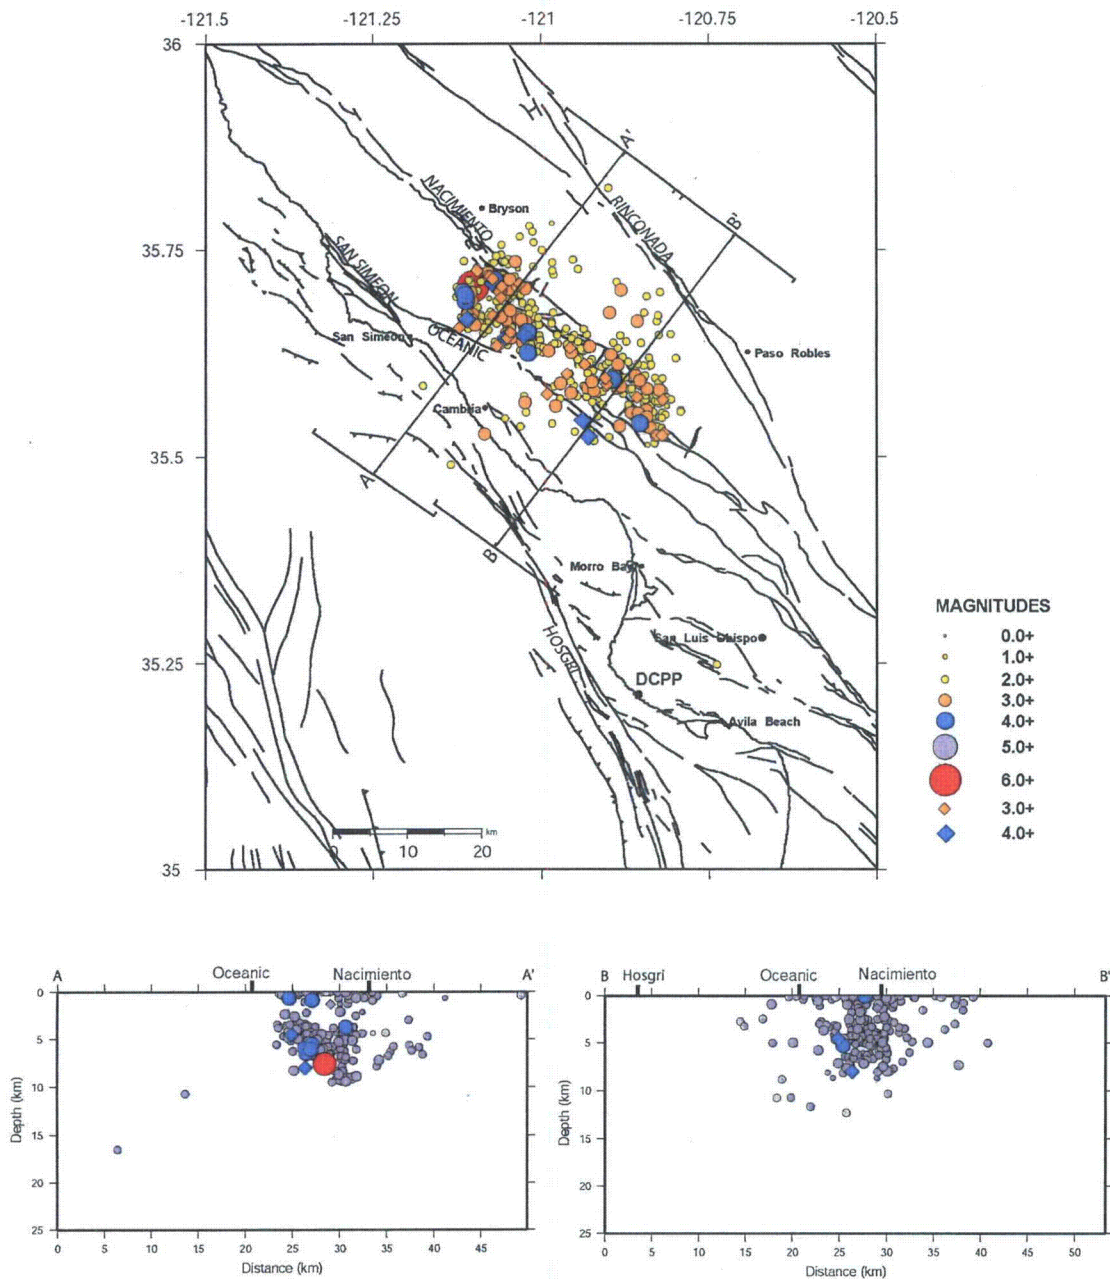 -121.5 -121.25 -121 -120.75 -120.5
36
A'
NACIMIENTO
Bryson
RINCONADA
B'
35.75
SAN SIMEON
San Simeon
OCEANIC
Paso Robles
Cambria
35.5
A
B
Morro Bay
HOSGRI
San Luis Obispo
35.25
DCPP
Avila Beach
0 10 20 km
35
MAGNITUDES
0.0+
1.0+
2.0+
3.0+
4.0+
5.0+
6.0+
3.0+
4.0+
A Oceanic Nacimiento A'
0
5
10
15
20
25
Depth (km)
0 5 10 15 20 25 30 35 40 45
Distance (km)
B Hosgri Oceanic Nacimiento B'
0
5
10
15
20
25
Depth (km)
0 5 10 15 20 25 30 35 40 45 50
Distance (km)